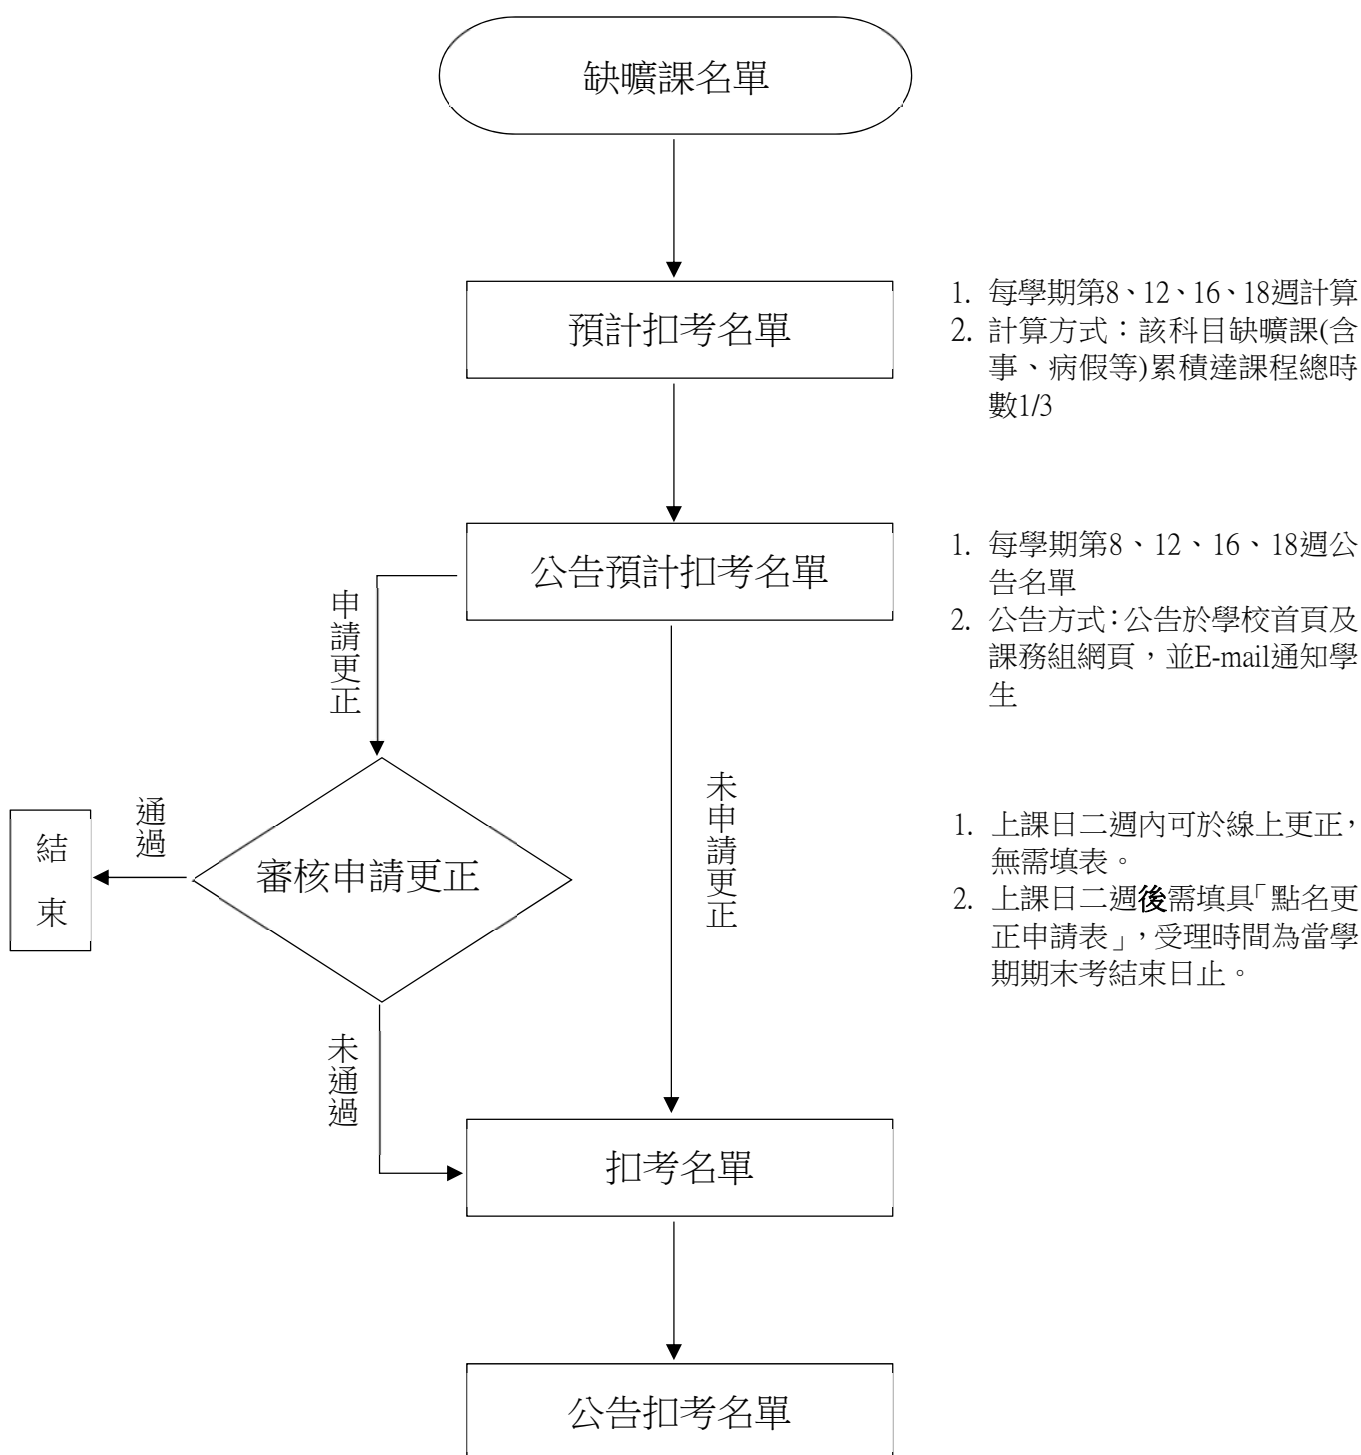 缺曠課名單
預計扣考名單
1. 每學期第8、12、16、18週計算
2. 計算方式：該科目缺曠課(含
事、病假等)累積達課程總時
數1/3
公告預計扣考名單
1. 每學期第8、12、16、18週公
告名單
2. 公告方式：公告於學校首頁及
課務組網頁，並E-mail通知學
生
申請更正
未申請更正
審核申請更正
通過
結
束
1. 上課日二週內可於線上更正，
無需填表。
2. 上課日二週後需填具「點名更
正申請表」，受理時間為當學
期期末考結束日止。
未通過
扣考名單
公告扣考名單